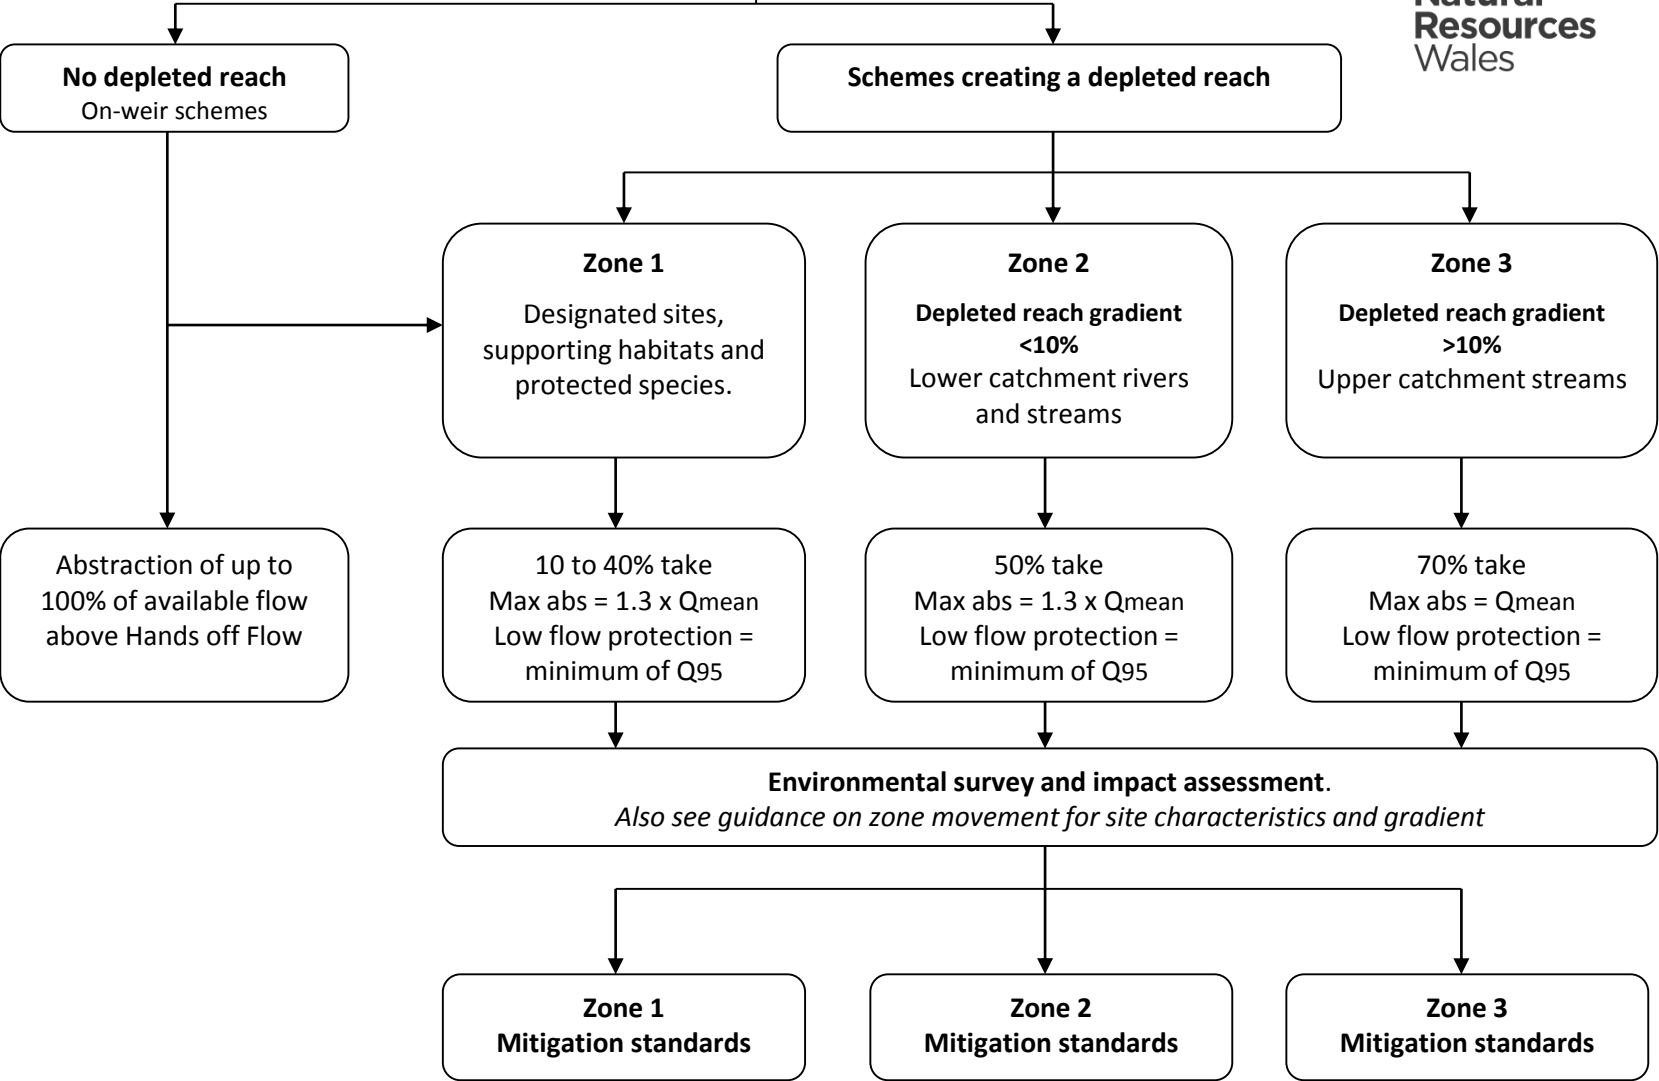 Natural
Resources
Wales
No depleted reach
On-weir schemes
Schemes creating a depleted reach
Zone 1
Designated sites,
supporting habitats and
protected species.
Zone 2
Depleted reach gradient
<10%
Lower catchment rivers
and streams
Zone 3
Depleted reach gradient
>10%
Upper catchment streams
Abstraction of up to
100% of available flow
above Hands off Flow
10 to 40% take
Max abs = 1.3 x Qmean
Low flow protection =
minimum of Q95
50% take
Max abs = 1.3 x Qmean
Low flow protection =
minimum of Q95
70% take
Max abs = Qmean
Low flow protection =
minimum of Q95
Environmental survey and impact assessment.
Also see guidance on zone movement for site characteristics and gradient
Zone 1
Mitigation standards
Zone 2
Mitigation standards
Zone 3
Mitigation standards